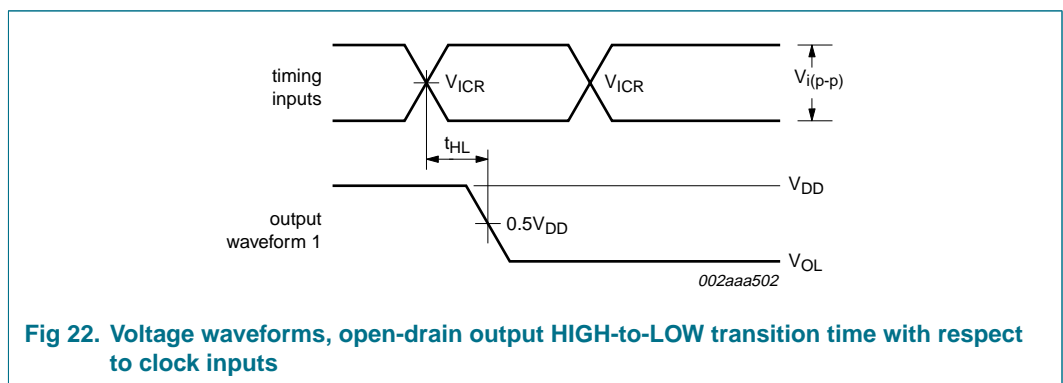 timing
inputs
VICR
VICR
Vi(p-p)
tHL
VDD
output
waveform 1
0.5VDD
VOL
002aaa502
Fig 22. Voltage waveforms, open-drain output HIGH-to-LOW transition time with respect
to clock inputs